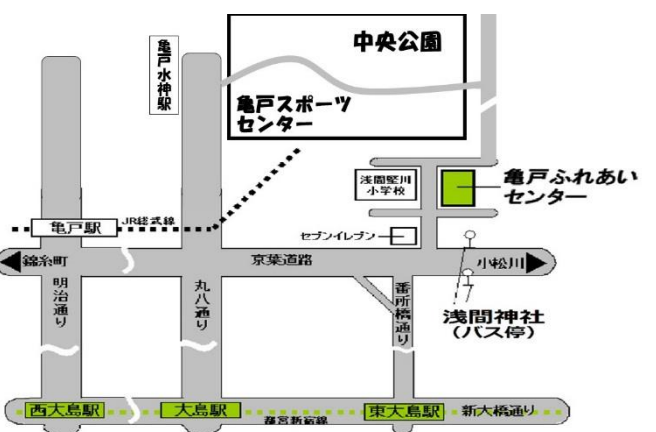 中央公園
亀戸水神駅
亀戸スポーツ
センター
浅間竪川
小学校
亀戸ふれあい
センター
亀戸駅
JR総武線
セブンイレブン
錦糸町
京葉道路
小松川
明治通り
丸八通り
番所橋通り
浅間神社
(バス停)
西大島駅
大島駅
都営新宿線
東大島駅
新大橋通り